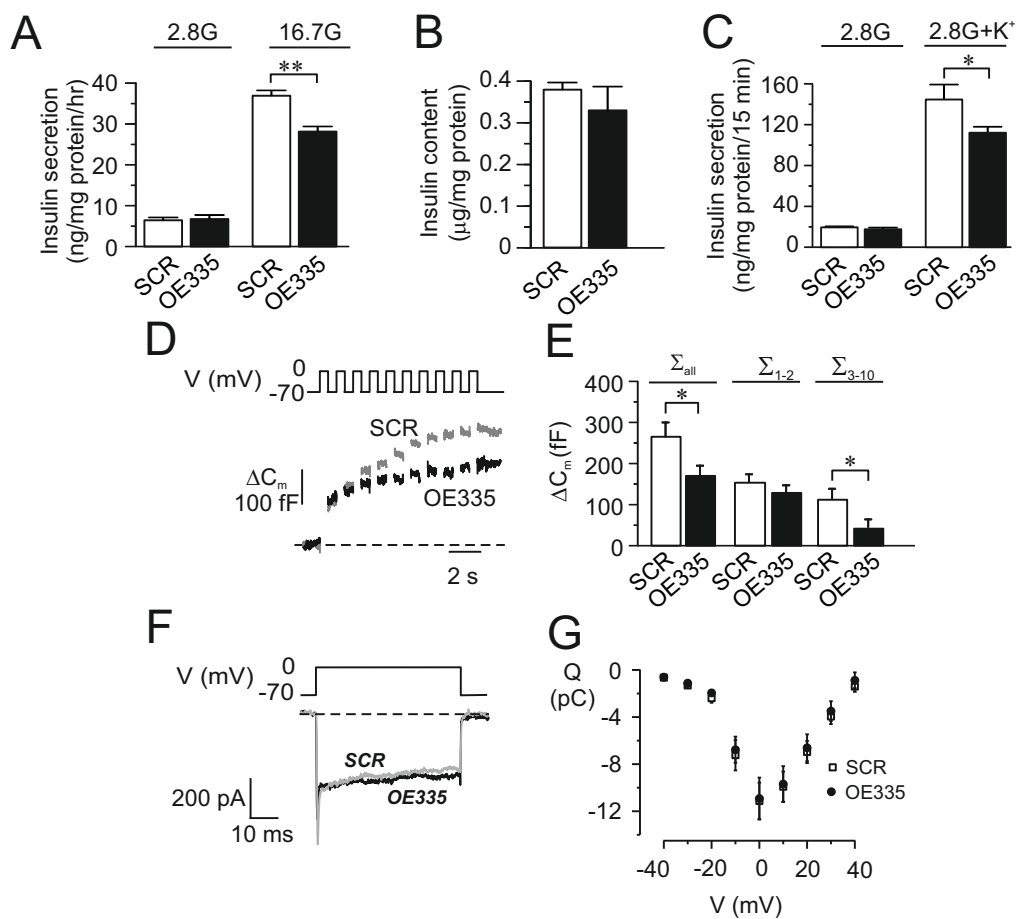 A
2.8G 16.7G
Insulin secretion
(ng/mg protein/hr)
40
30
20
10
0
**
SCR
OE335
SCR
OE335
B
Insulin content
(µg/mg protein)
0.4
0.3
0.2
0.1
0
SCR
OE335
C
2.8G 2.8G+K⁺
Insulin secretion
(ng/mg protein/15 min)
160
120
80
40
0
*
SCR
OE335
SCR
OE335
D
V (mV)
0
-70
SCR
OE335
ΔCm
100 fF
2 s
E
Σall Σ1-2 Σ3-10
ΔCm(fF)
400
300
200
100
0
*
*
SCR
OE335
SCR
OE335
SCR
OE335
F
V (mV)
0
-70
SCR
OE335
200 pA
10 ms
G
Q
(pC)
0
-4
-8
-12
SCR
OE335
-40 -20 0 20 40
V (mV)